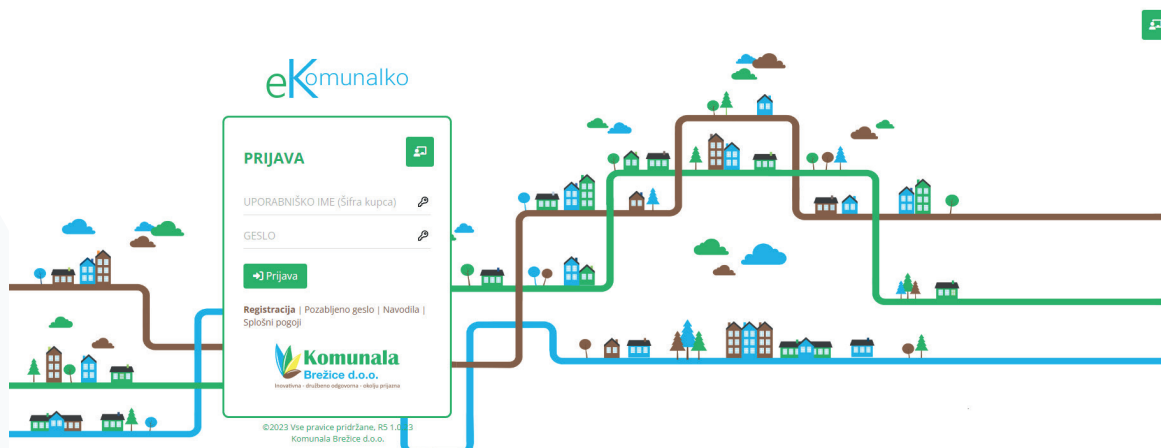 eKomunalko
PRIJAVA
UPORABNIŠKO IME (Šifra kupca)
GESLO
Prijava
Registracija | Pozabljeno geslo | Navodila |
Splošni pogoji
Komunala
Brežice d.o.o.
Inovativna - družbeno odgovorna - okolju prijazna
©2023 Vse pravice pridržane, R5 1.0
Komunala Brežice d.o.o.